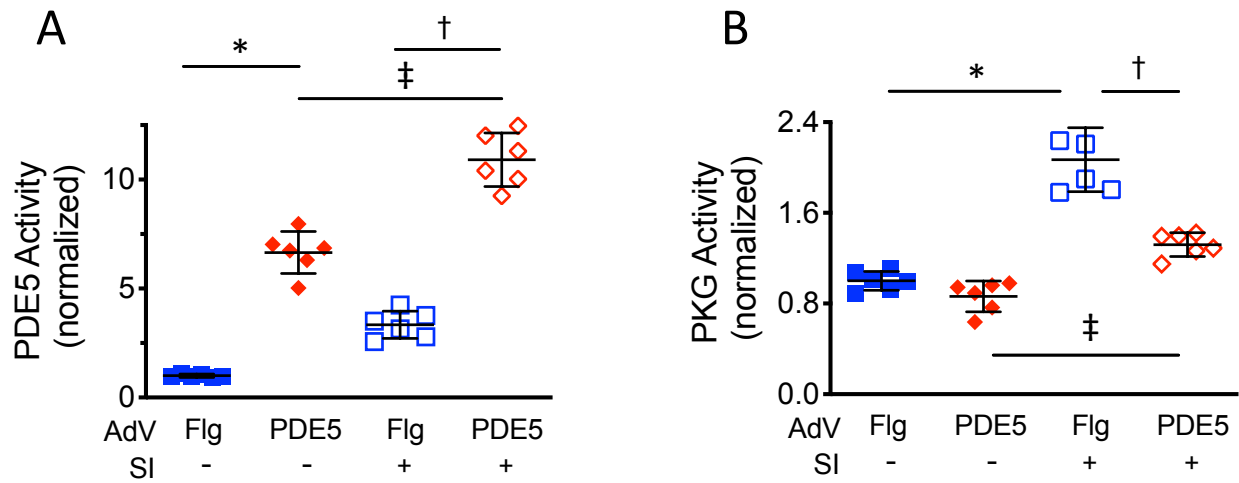 A
* † ‡
PDE5 Activity
(normalized)
10
5
0
AdV Flg PDE5 Flg PDE5
SI - - + +
B
* †
PKG Activity
(normalized)
2.4
1.6
0.8
0.0
‡
AdV Flg PDE5 Flg PDE5
SI - - + +